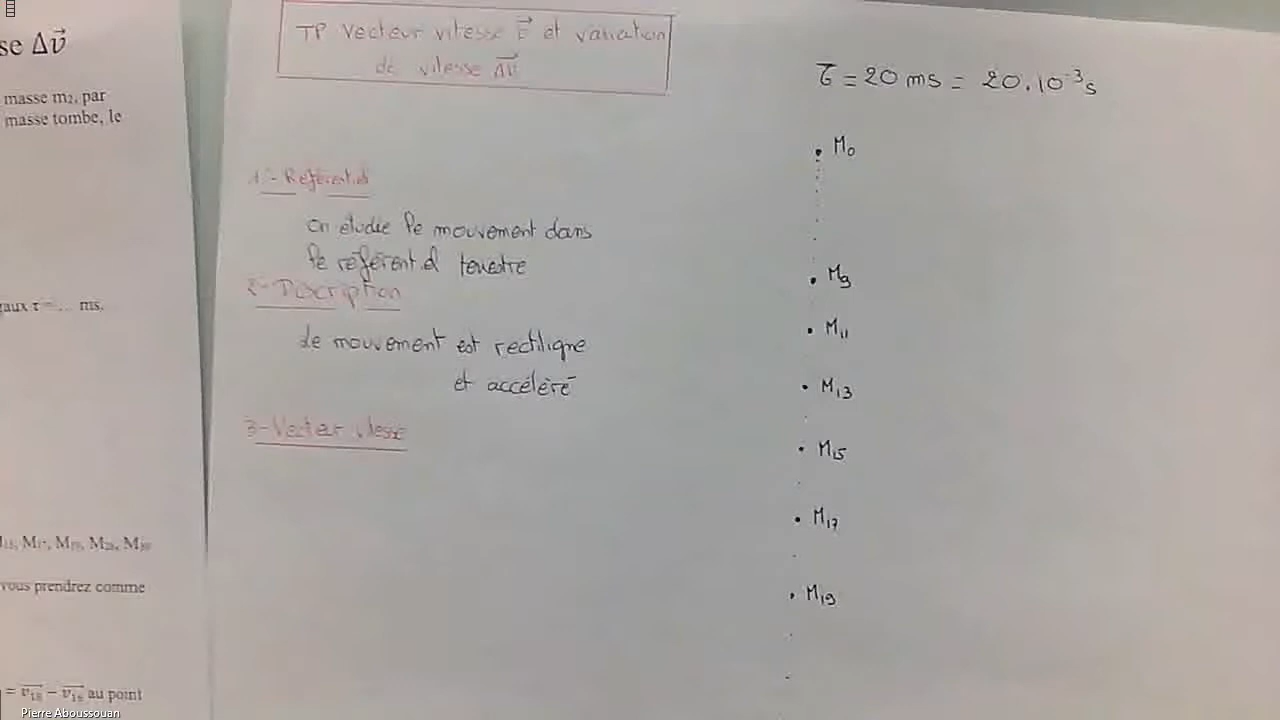 se Δv⃗
masse m₂, par
masse tombe, le
aux τ = ... ms.
M₁₇, M₁₉,
vous prendrez comme
= v₁₈ − v₁₆ au point
TP Vecteur vitesse et variation
de vitesse Δv⃗
1- Référentiel
on étudie le mouvement dans
le référentiel terrestre
2- Discription
Le mouvement est rectiligne
et accéléré
3- Vecteur vitesse
τ = 20 ms = 20.10⁻³ s
M₀
M₉
M₁₁
M₁₃
M₁₅
M₁₇
M₁₉
Pierre Aboussouan